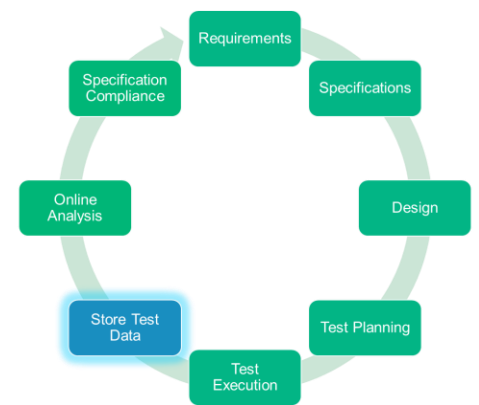 Requirements
Specifications
Design
Test Planning
Test
Execution
Store Test
Data
Online
Analysis
Specification
Compliance